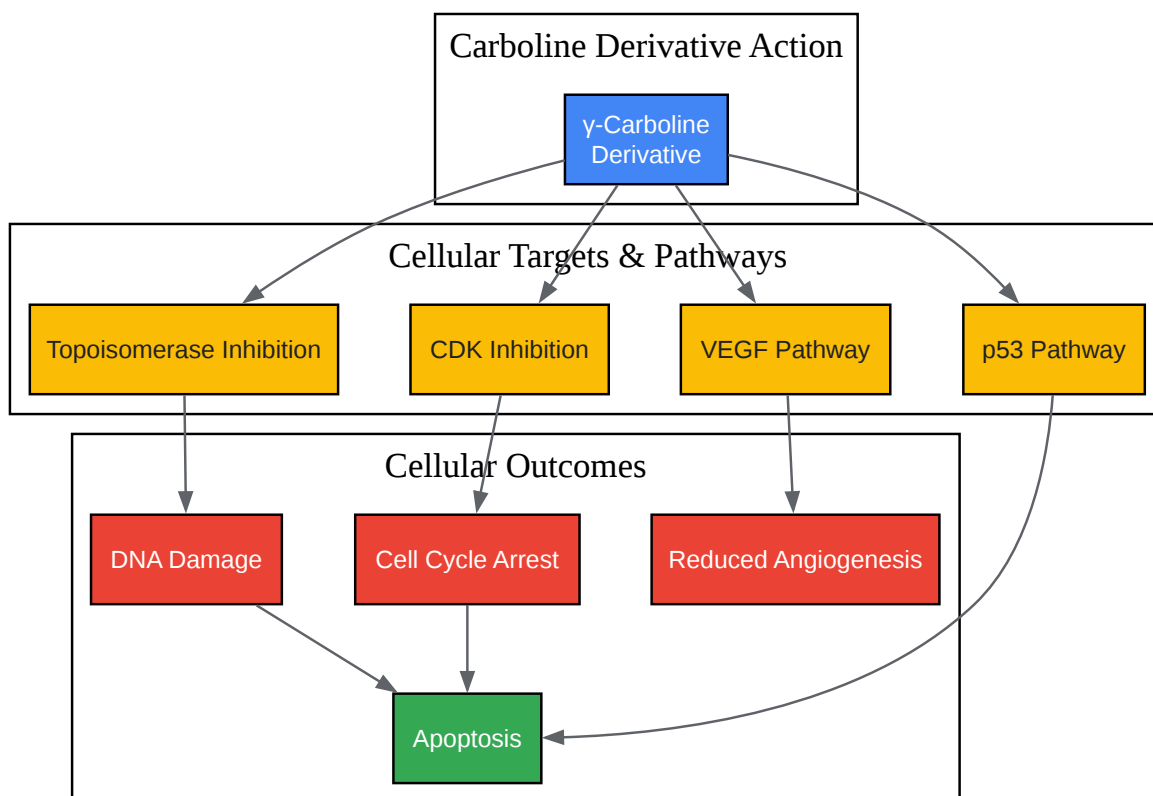 Carboline Derivative Action
γ-Carboline
Derivative
Cellular Targets & Pathways
Topoisomerase Inhibition
CDK Inhibition
VEGF Pathway
p53 Pathway
Cellular Outcomes
DNA Damage
Cell Cycle Arrest
Reduced Angiogenesis
Apoptosis